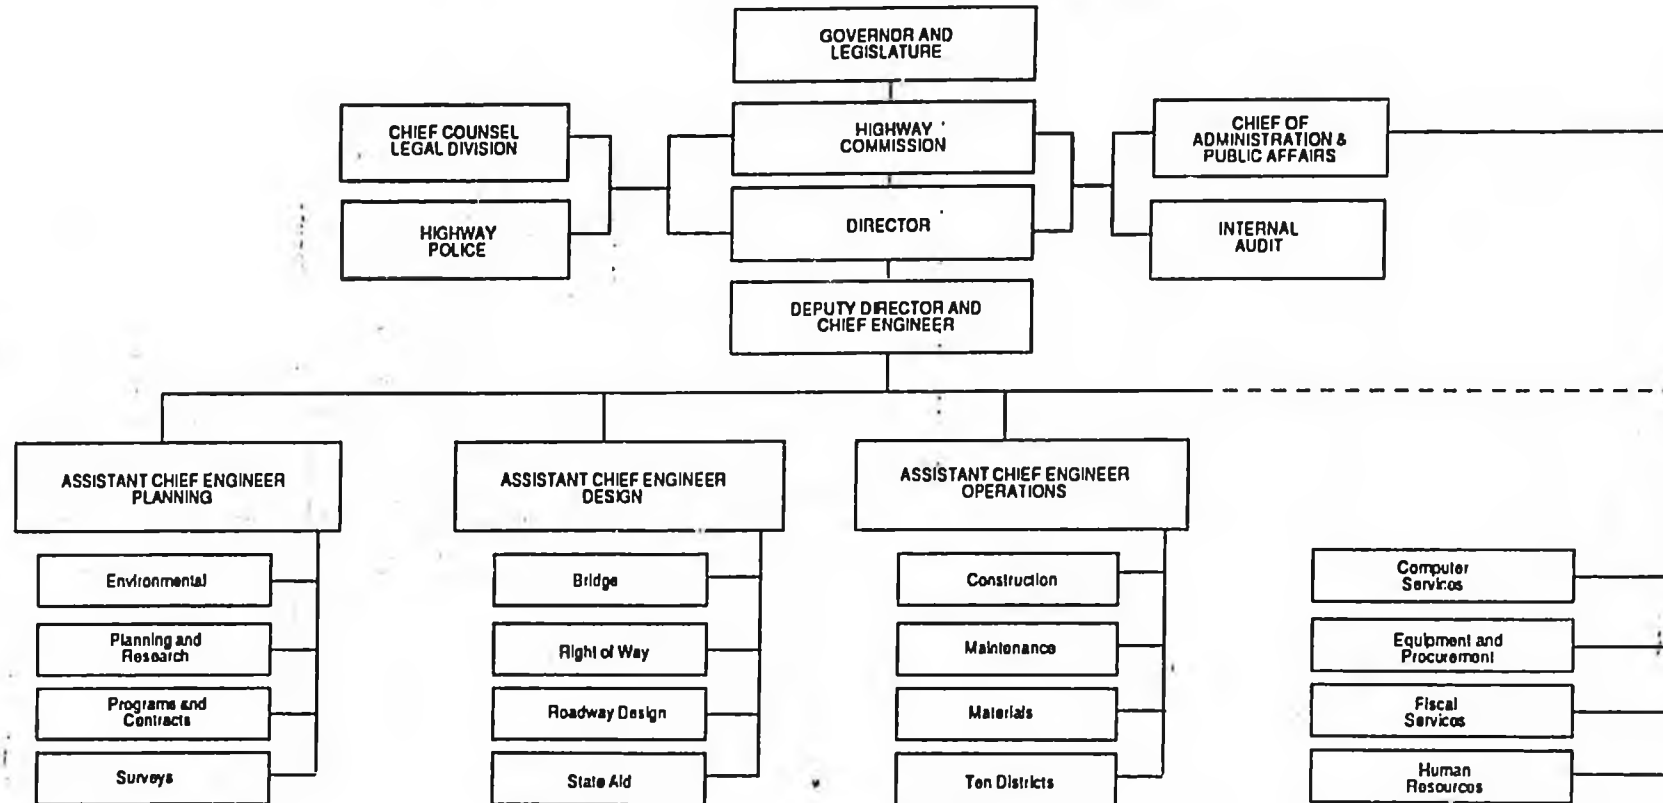 GOVERNOR AND
LEGISLATURE
CHIEF COUNSEL
LEGAL DIVISION
HIGHWAY
COMMISSION
CHIEF OF
ADMINISTRATION &
PUBLIC AFFAIRS
HIGHWAY
POLICE
DIRECTOR
INTERNAL
AUDIT
DEPUTY DIRECTOR AND
CHIEF ENGINEER
ASSISTANT CHIEF ENGINEER
PLANNING
ASSISTANT CHIEF ENGINEER
DESIGN
ASSISTANT CHIEF ENGINEER
OPERATIONS
Environmental
Planning and
Research
Programs and
Contracts
Surveys
Bridge
Right of Way
Roadway Design
State Aid
Construction
Maintenance
Materials
Ten Districts
Computer
Services
Equipment and
Procurement
Fiscal
Services
Human
Resources